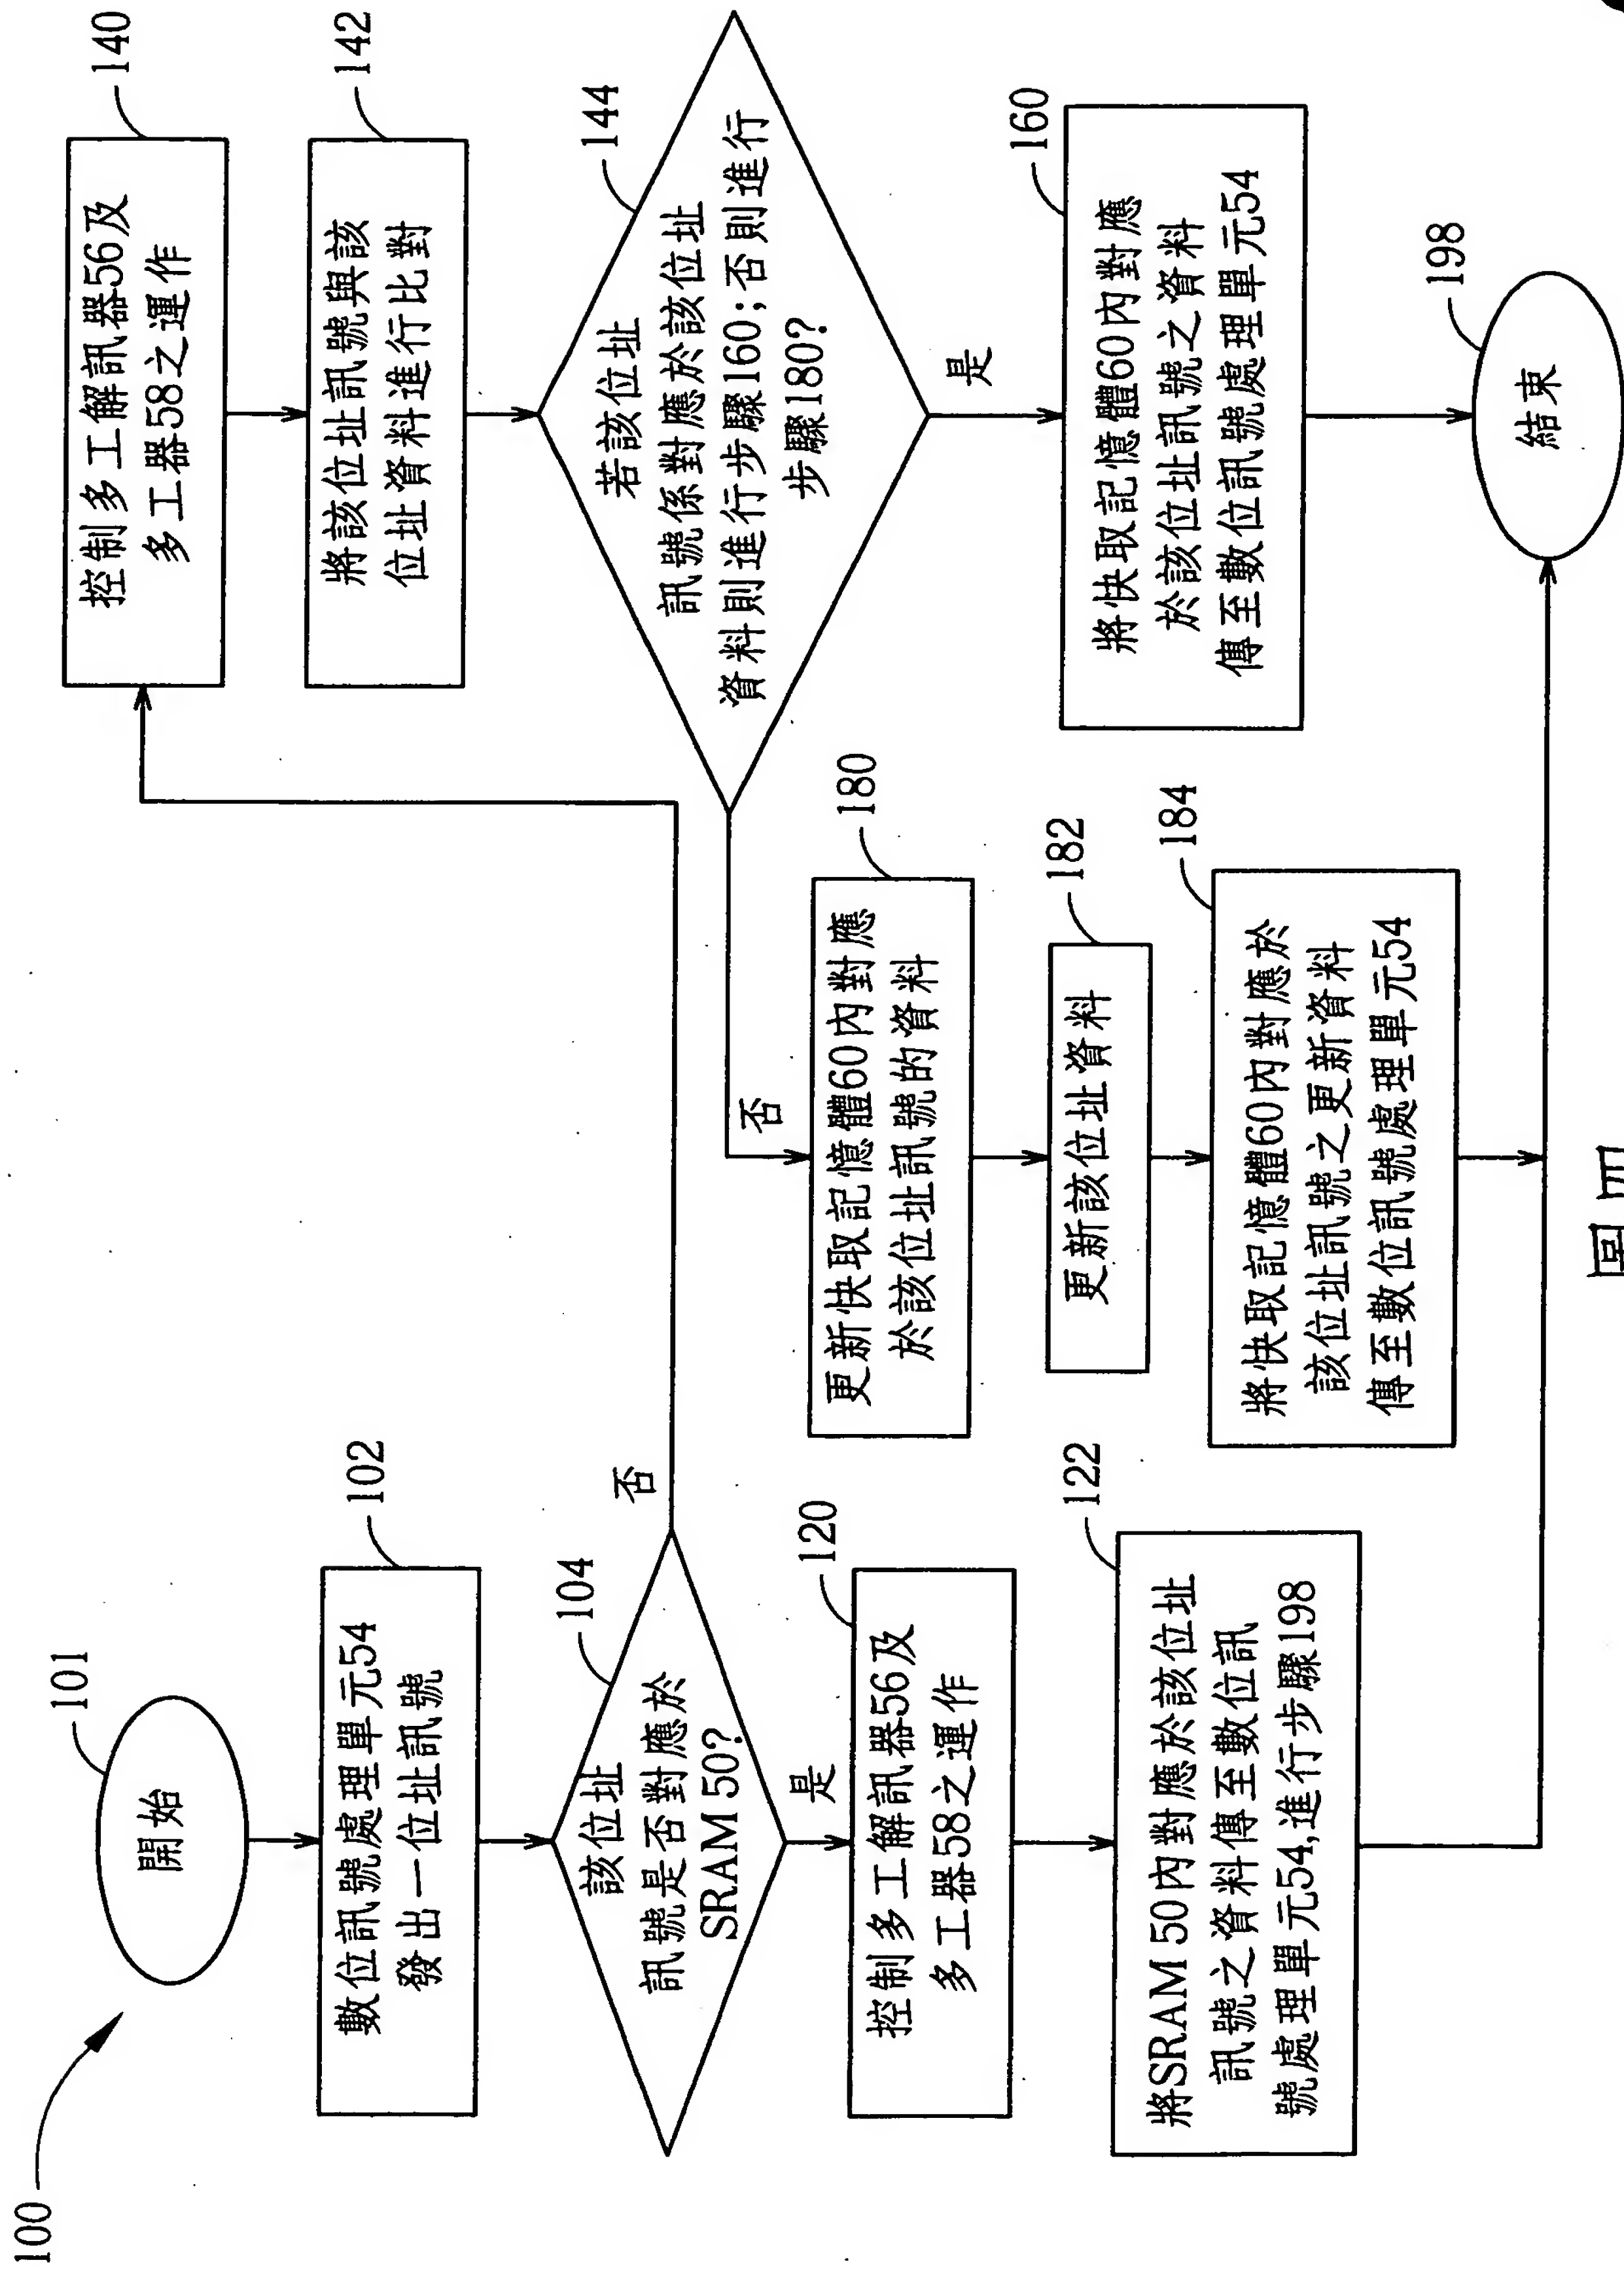 100
101
開始
102
數位訊號處理單元54
發出一位址訊號
104
該位址
訊號是否對應於
SRAM 50?
是
否
120
控制多工解訊器56及
多工器58之運作
122
將SRAM 50內對應於該位址
訊號之資料傳至數位訊
號處理單元54,進行步驟198
140
控制多工解訊器56及
多工器58之運作
142
將該位址訊號與該
位址資料進行比對
144
若該位址
訊號係對應於該位址
資料則進行步驟160;否則進行
步驟180?
是
否
160
將快取記憶體60內對應
於該位址訊號之資料
傳至數位訊號處理單元54
180
更新快取記憶體60內對應
於該位址訊號的資料
182
更新該位址資料
184
將快取記憶體60內對應於
該位址訊號之更新資料
傳至數位訊號處理單元54
198
結束
圖四